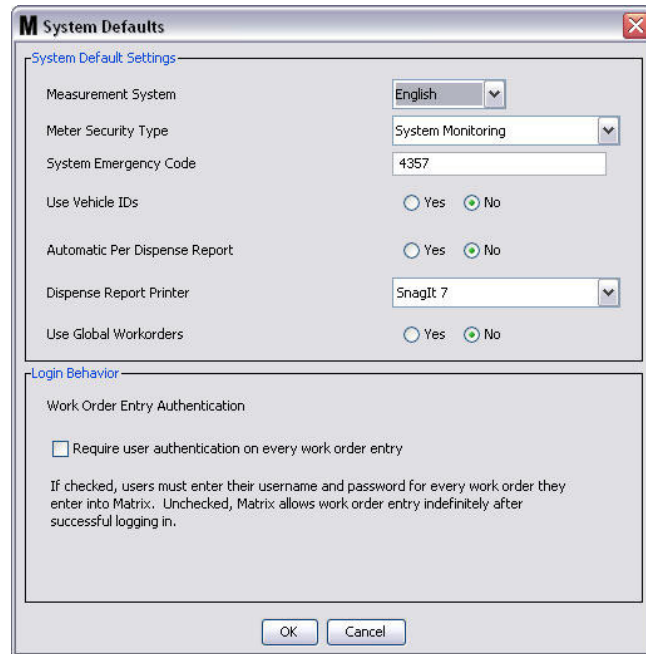 M System Defaults
System Default Settings
Measurement System English
Meter Security Type System Monitoring
System Emergency Code 4357
Use Vehicle IDs Yes No
Automatic Per Dispense Report Yes No
Dispense Report Printer SnagIt 7
Use Global Workorders Yes No
Login Behavior
Work Order Entry Authentication
Require user authentication on every work order entry
If checked, users must enter their username and password for every work order they
enter into Matrix. Unchecked, Matrix allows work order entry indefinitely after
successful logging in.
OK Cancel